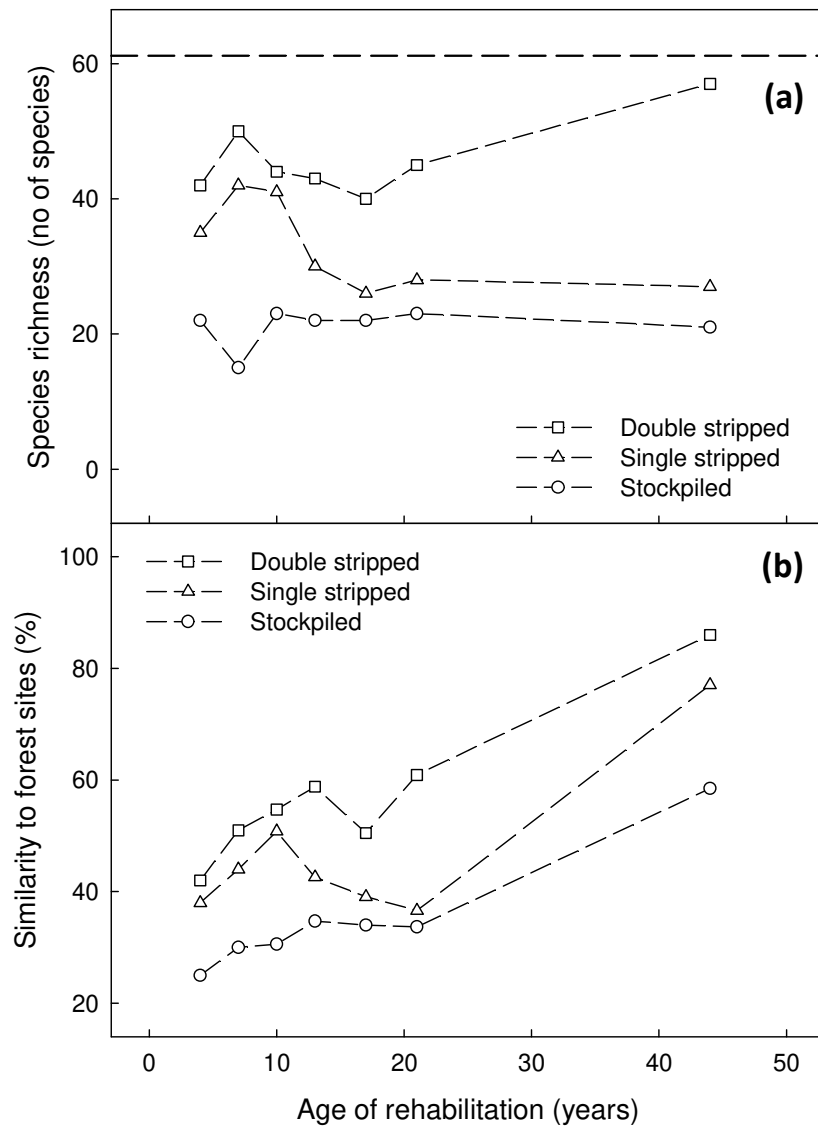 (a)
60
40
20
0
Species richness (no of species)
Double stripped
Single stripped
Stockpiled
(b)
100
80
60
40
20
Similarity to forest sites (%)
Double stripped
Single stripped
Stockpiled
0 10 20 30 40 50
Age of rehabilitation (years)